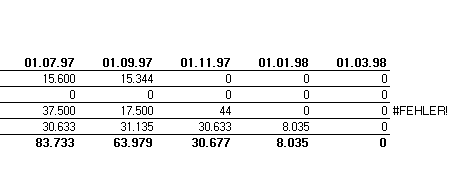 01.07.97 01.09.97 01.11.97 01.01.98 01.03.98
15.600 15.344 0 0 0
0 0 0 0 0
37.500 17.500 44 0 0 #FEHLER!
30.633 31.135 30.633 8.035 0
83.733 63.979 30.677 8.035 0